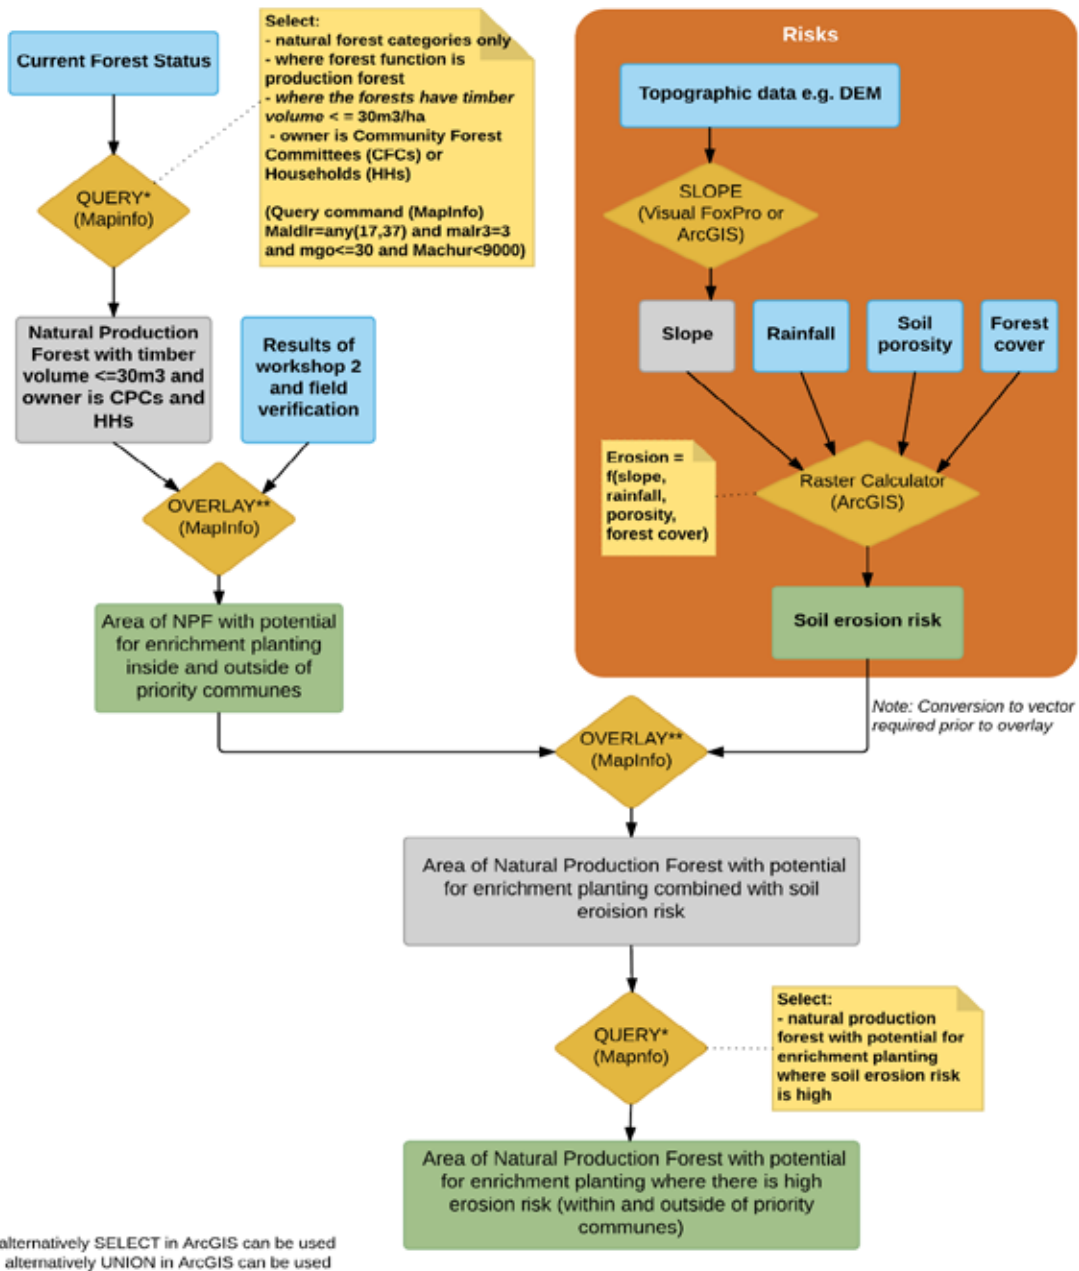 Current Forest Status
Select:
- natural forest categories only
- where forest function is
production forest
- where the forests have timber
volume < = 30m3/ha
- owner is Community Forest
Committees (CFCs) or
Households (HHs)
(Query command (MapInfo)
Maldlr=any(17,37) and malr3=3
and mgo<=30 and Machur<9000)
QUERY*
(Mapinfo)
Natural Production
Forest with timber
volume <=30m3 and
owner is CPCs and
HHs
Results of
workshop 2
and field
verification
OVERLAY**
(MapInfo)
Area of NPF with potential
for enrichment planting
inside and outside of
priority communes
Risks
Topographic data e.g. DEM
SLOPE
(Visual FoxPro or
ArcGIS)
Slope
Rainfall
Soil
porosity
Forest
cover
Erosion =
f(slope,
rainfall,
porosity,
forest cover)
Raster Calculator
(ArcGIS)
Soil erosion risk
Note: Conversion to vector
required prior to overlay
OVERLAY**
(MapInfo)
Area of Natural Production Forest with potential
for enrichment planting combined with soil
eroision risk
QUERY*
(Mapnfo)
Select:
- natural production
forest with potential for
enrichment planting
where soil erosion risk
is high
Area of Natural Production Forest with potential
for enrichment planting where there is high
erosion risk (within and outside of priority
communes)
alternatively SELECT in ArcGIS can be used
alternatively UNION in ArcGIS can be used